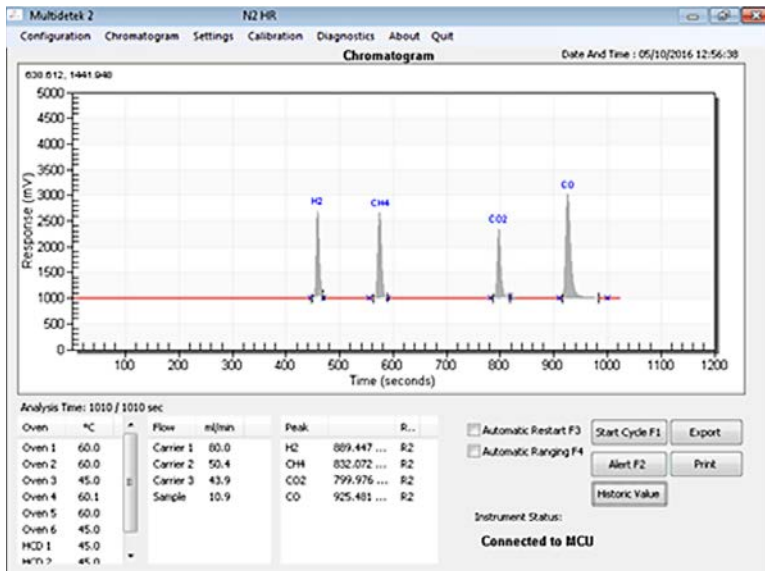 Multidetek 2 N2 HR
Configuration Chromatogram Settings Calibration Diagnostics About Quit
Chromatogram
Date And Time : 05/10/2016 12:56:38
638.612, 1441.948
5000
4500
4000
3500
3000
2500
2000
1500
1000
500
0
Response (mV)
H2
CH4
CO2
CO
100 200 300 400 500 600 700 800 900 1000 1100 1200
Time (seconds)
Analysis Time: 1010 / 1010 sec
Oven °C
Oven 1 60.0
Oven 2 60.0
Oven 3 45.0
Oven 4 60.1
Oven 5 60.0
Oven 6 45.0
HCD 1 45.0
HCD 2 45.0
Flow ml/min
Carrier 1 80.0
Carrier 2 50.4
Carrier 3 43.9
Sample 10.9
Peak R..
H2 889.447 ... R2
CH4 832.072 ... R2
CO2 799.976 ... R2
CO 925.481 ... R2
Automatic Restart F3
Automatic Ranging F4
Start Cycle F1
Export
Alert F2
Print
Historic Value
Instrument Status:
Connected to MCU